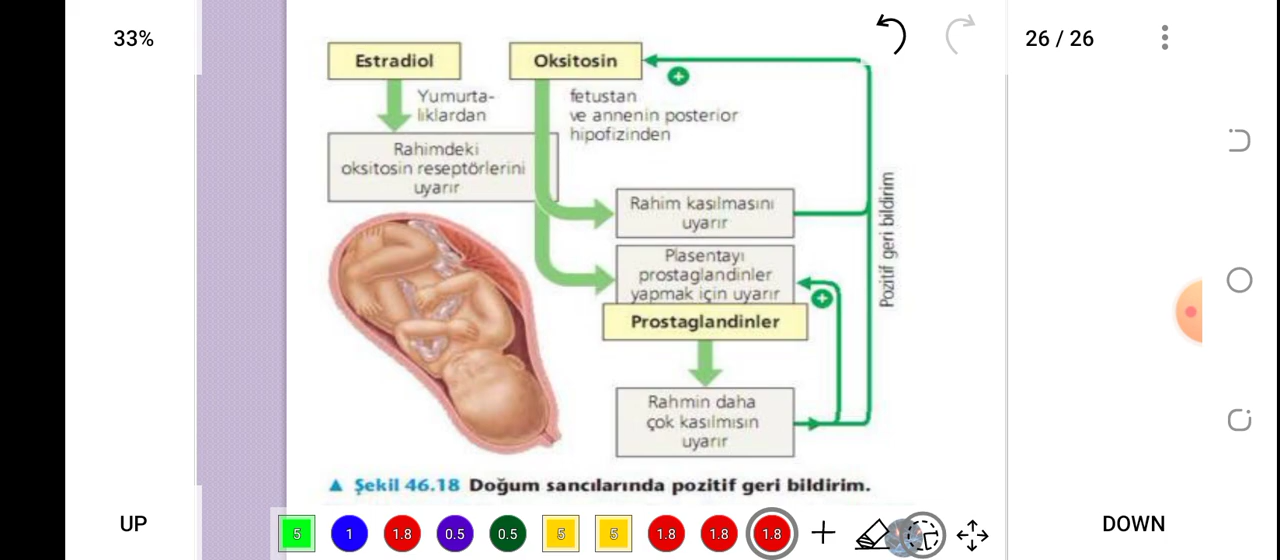 33%
26 / 26
Estradiol
Oksitosin
+
Yumurta-
lıklardan
fetustan
ve annenin posterior
hipofizinden
Rahimdeki
oksitosin reseptörlerini
uyarır
Rahim kasılmasını
uyarır
Plasentayı
prostaglandinler
yapmak için uyarır
+
Prostaglandinler
Rahmin daha
çok kasılmısın
uyarır
Pozitif geri bildirim
▲ Şekil 46.18 Doğum sancılarında pozitif geri bildirim.
UP
5 1 1.8 0.5 0.5 5 5 1.8 1.8 1.8
DOWN